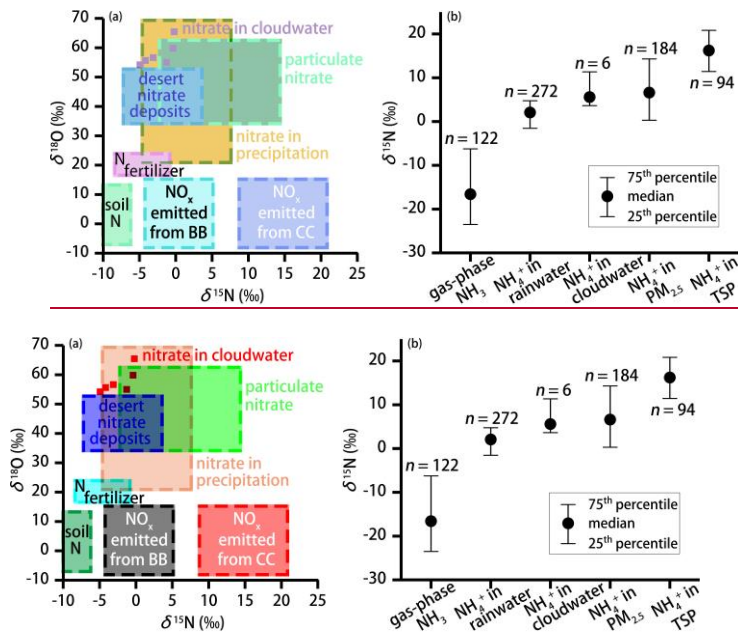 (a)
70
60
50
40
30
20
10
0
-10
δ¹⁸O (‰)
nitrate in cloudwater
particulate
nitrate
desert
nitrate
deposits
nitrate in
precipitation
N
fertilizer
soil
N
NOₓ
emitted
from BB
NOₓ
emitted
from CC
-10 -5 0 5 10 15 20 25
δ¹⁵N (‰)
(b)
20
10
0
-10
-20
-30
δ¹⁵N (‰)
n = 122
n = 272
n = 6
n = 184
n = 94
75th percentile
median
25th percentile
gas-phase
NH₃
NH₄⁺ in
rainwater
NH₄⁺ in
cloudwater
NH₄⁺ in
PM₂.₅
NH₄⁺ in
TSP
(a)
70
60
50
40
30
20
10
0
-10
δ¹⁸O (‰)
nitrate in cloudwater
particulate
nitrate
desert
nitrate
deposits
nitrate in
precipitation
N
fertilizer
soil
N
NOₓ
emitted
from BB
NOₓ
emitted
from CC
-10 -5 0 5 10 15 20 25
δ¹⁵N (‰)
(b)
20
10
0
-10
-20
-30
δ¹⁵N (‰)
n = 122
n = 272
n = 6
n = 184
n = 94
75th percentile
median
25th percentile
gas-phase
NH₃
NH₄⁺ in
rainwater
NH₄⁺ in
cloudwater
NH₄⁺ in
PM₂.₅
NH₄⁺ in
TSP